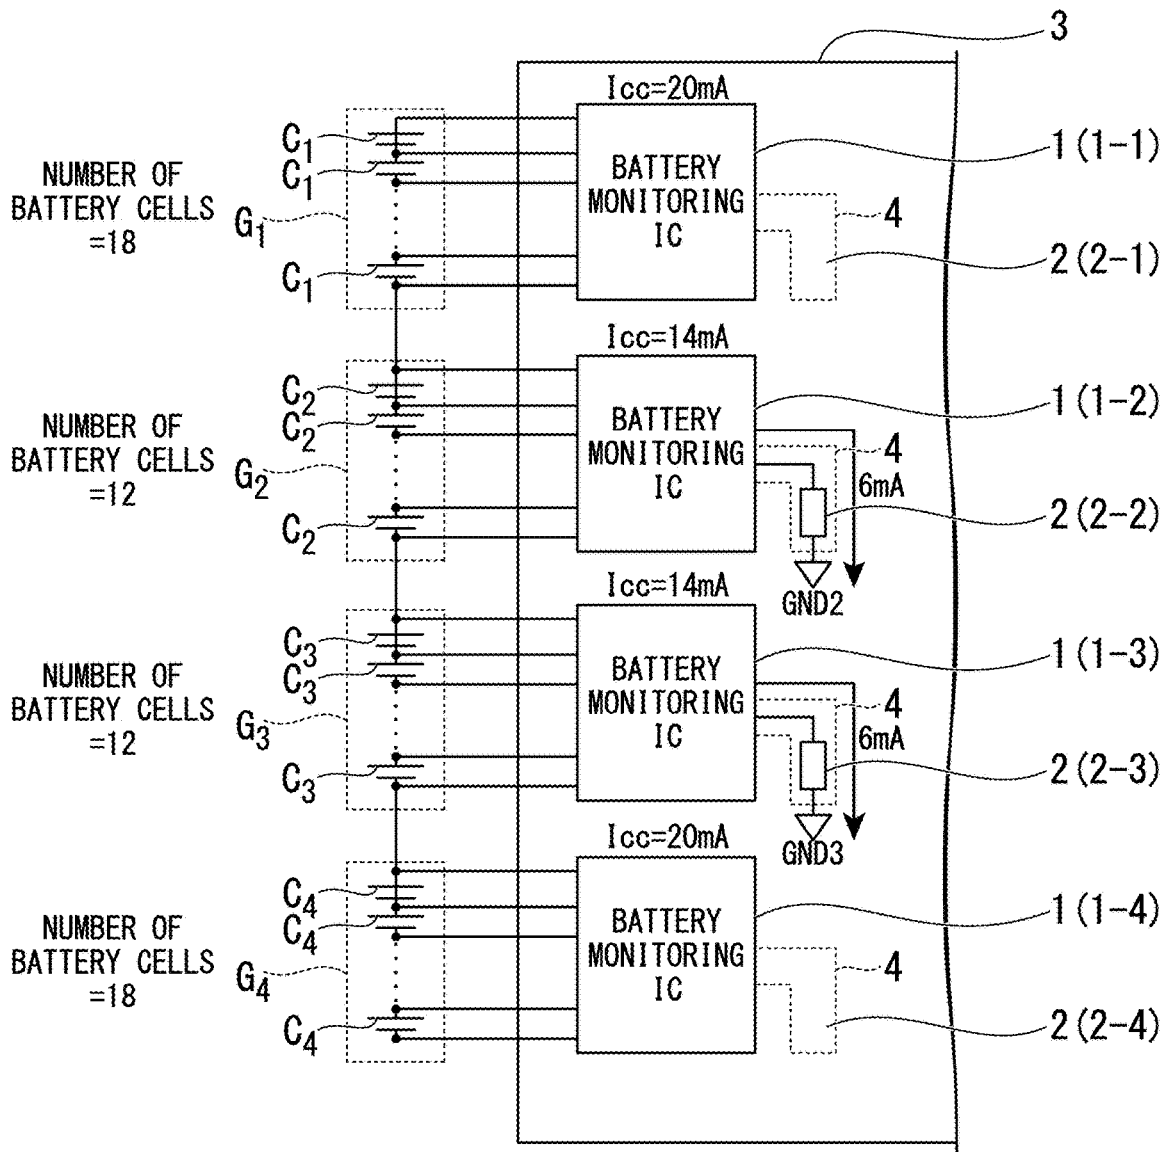 3
Icc=20mA
C1
C1
C1
NUMBER OF
BATTERY CELLS
=18
G1
BATTERY
MONITORING
IC
1(1-1)
4
2(2-1)
Icc=14mA
C2
C2
C2
NUMBER OF
BATTERY CELLS
=12
G2
BATTERY
MONITORING
IC
1(1-2)
4
6mA
2(2-2)
GND2
Icc=14mA
C3
C3
C3
NUMBER OF
BATTERY CELLS
=12
G3
BATTERY
MONITORING
IC
1(1-3)
4
6mA
2(2-3)
GND3
Icc=20mA
C4
C4
C4
NUMBER OF
BATTERY CELLS
=18
G4
BATTERY
MONITORING
IC
1(1-4)
4
2(2-4)